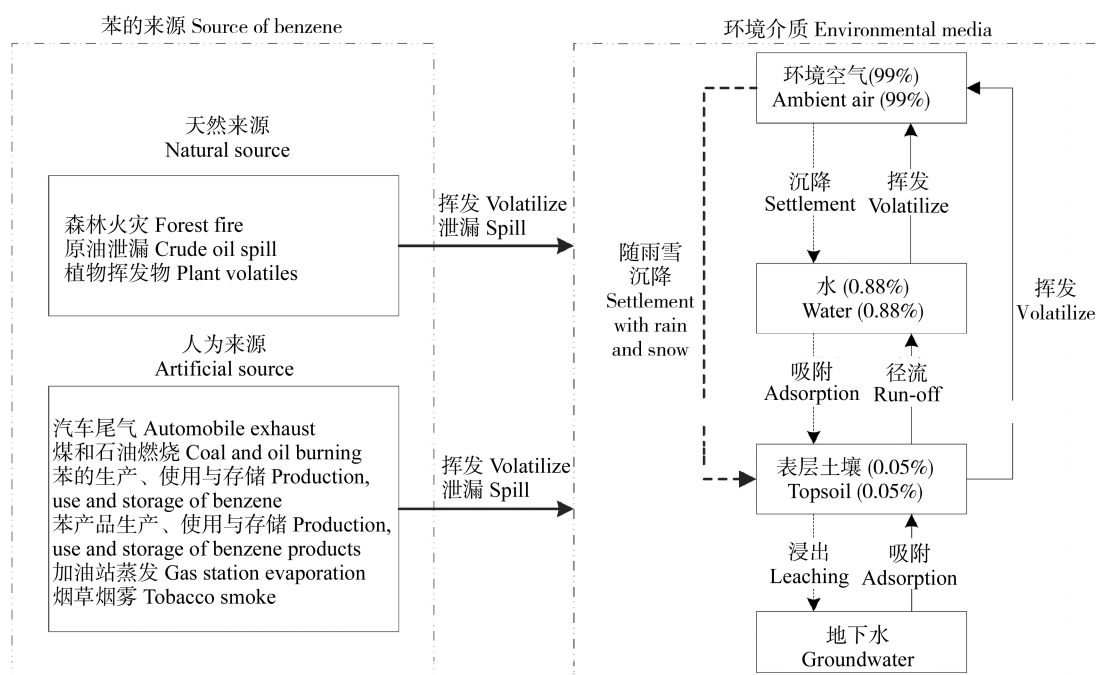 苯的来源 Source of benzene
天然来源
Natural source
森林火灾 Forest fire
原油泄漏 Crude oil spill
植物挥发物 Plant volatiles
人为来源
Artificial source
汽车尾气 Automobile exhaust
煤和石油燃烧 Coal and oil burning
苯的生产、使用与存储 Production,
use and storage of benzene
苯产品生产、使用与存储 Production,
use and storage of benzene products
加油站蒸发 Gas station evaporation
烟草烟雾 Tobacco smoke
挥发 Volatilize
泄漏 Spill
挥发 Volatilize
泄漏 Spill
环境介质 Environmental media
环境空气(99%)
Ambient air (99%)
沉降
Settlement
挥发
Volatilize
随雨雪
沉降
Settlement
with rain
and snow
水 (0.88%)
Water (0.88%)
挥发
Volatilize
吸附
Adsorption
径流
Run-off
表层土壤 (0.05%)
Topsoil (0.05%)
浸出
Leaching
吸附
Adsorption
地下水
Groundwater